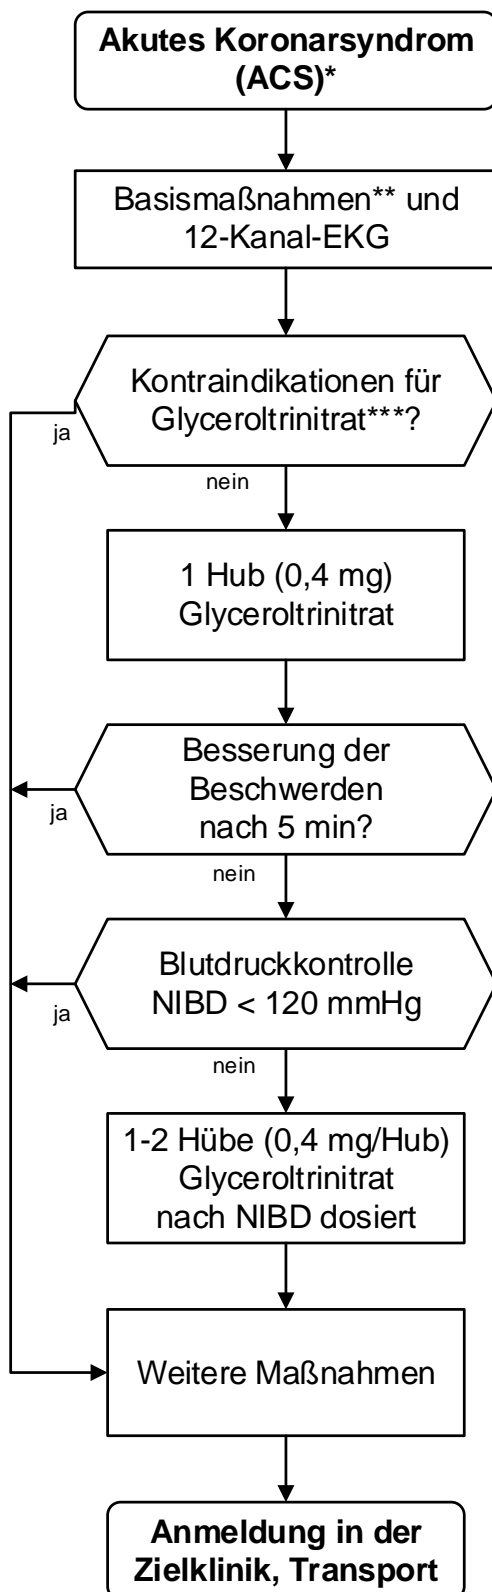 Akutes Koronarsyndrom
(ACS)*
Basismaßnahmen** und
12-Kanal-EKG
Kontraindikationen für
Glyceroltrinitrat***?
ja
nein
1 Hub (0,4 mg)
Glyceroltrinitrat
Besserung der
Beschwerden
nach 5 min?
ja
nein
Blutdruckkontrolle
NIBD < 120 mmHg
ja
nein
1-2 Hübe (0,4 mg/Hub)
Glyceroltrinitrat
nach NIBD dosiert
Weitere Maßnahmen
Anmeldung in der
Zielklinik, Transport